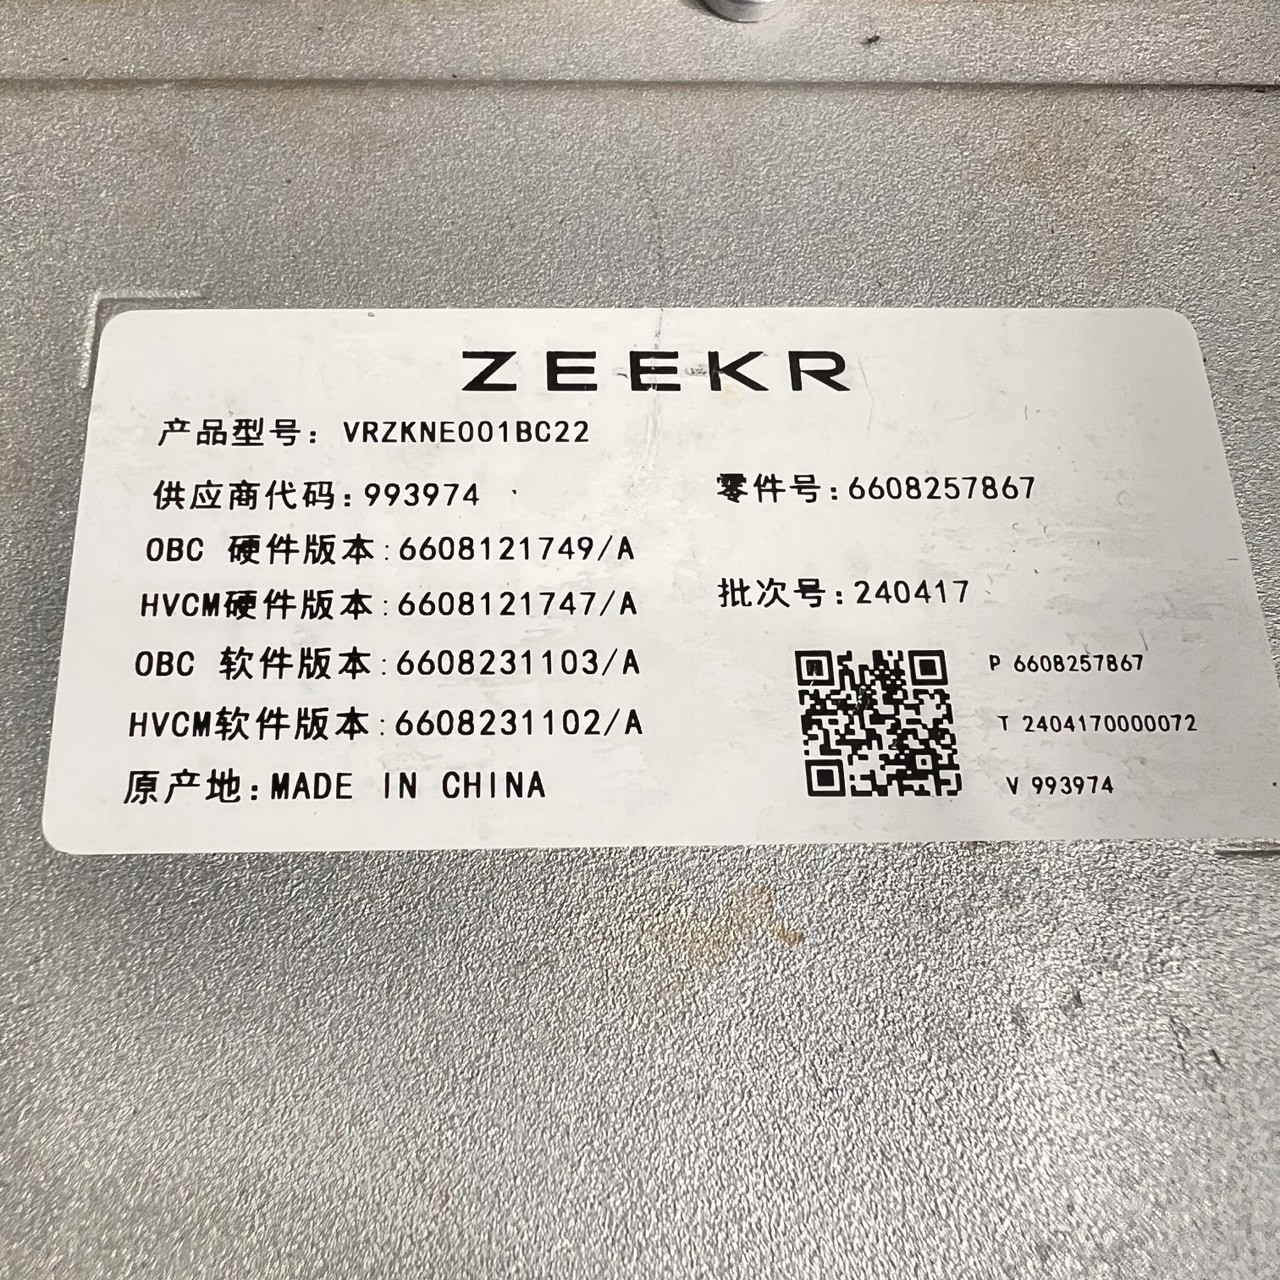 ZEEKR
产品型号: VRZKNE001BC22
供应商代码:993974
零件号:6608257867
OBC 硬件版本:6608121749/A
HVCM硬件版本:6608121747/A
批次号:240417
OBC 软件版本:6608231103/A
P 6608257867
HVCM软件版本:6608231102/A
T 2404170000072
原产地:MADE IN CHINA
V 993974